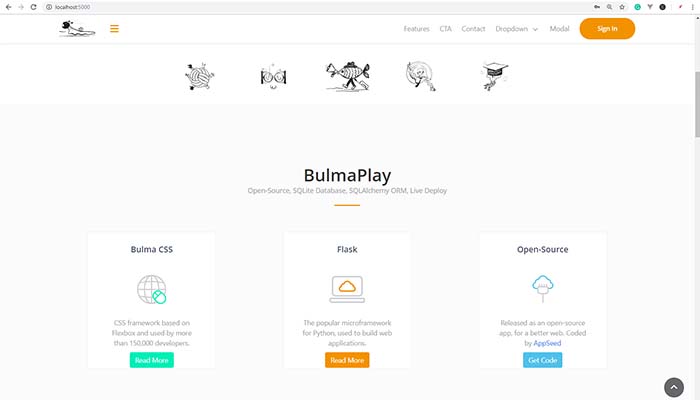 localhost:5000
Features CTA Contact Dropdown Modal Sign In
BulmaPlay
Open-Source, SQLite Database, SQLAlchemy ORM, Live Deploy
Bulma CSS
CSS framework based on
Flexbox and used by more
than 150,000 developers.
Read More
Flask
The popular microframework
for Python, used to build web
applications.
Read More
Open-Source
Released as an open-source
app, for a better web. Coded
by AppSeed
Get Code